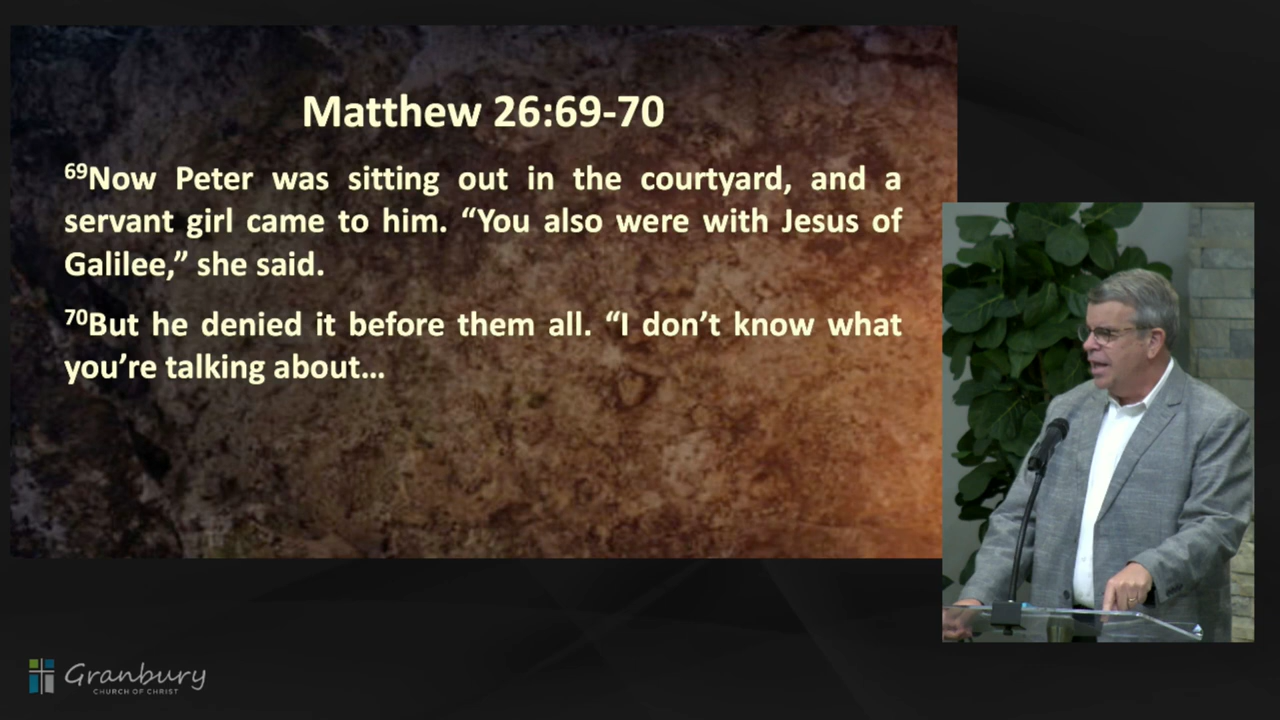 Matthew 26:69-70
⁶⁹Now Peter was sitting out in the courtyard, and a
servant girl came to him. “You also were with Jesus of
Galilee,” she said.
⁷⁰But he denied it before them all. “I don’t know what
you’re talking about...
Granbury
CHURCH OF CHRIST